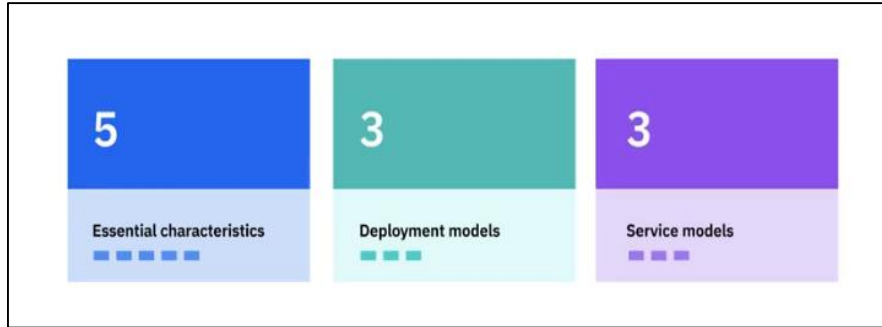 5
Essential characteristics
3
Deployment models
3
Service models